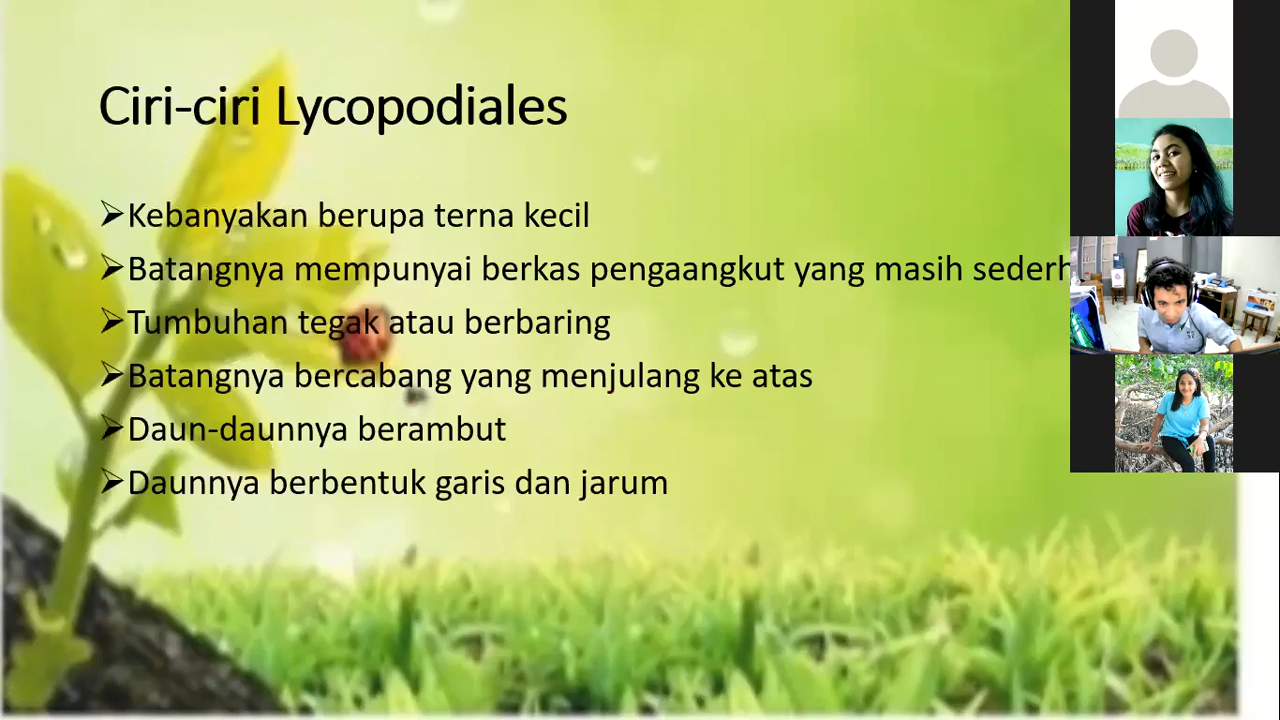 Ciri-ciri Lycopodiales
➢Kebanyakan berupa terna kecil
➢Batangnya mempunyai berkas pengaangkut yang masih sederh
➢Tumbuhan tegak atau berbaring
➢Batangnya bercabang yang menjulang ke atas
➢Daun-daunnya berambut
➢Daunnya berbentuk garis dan jarum